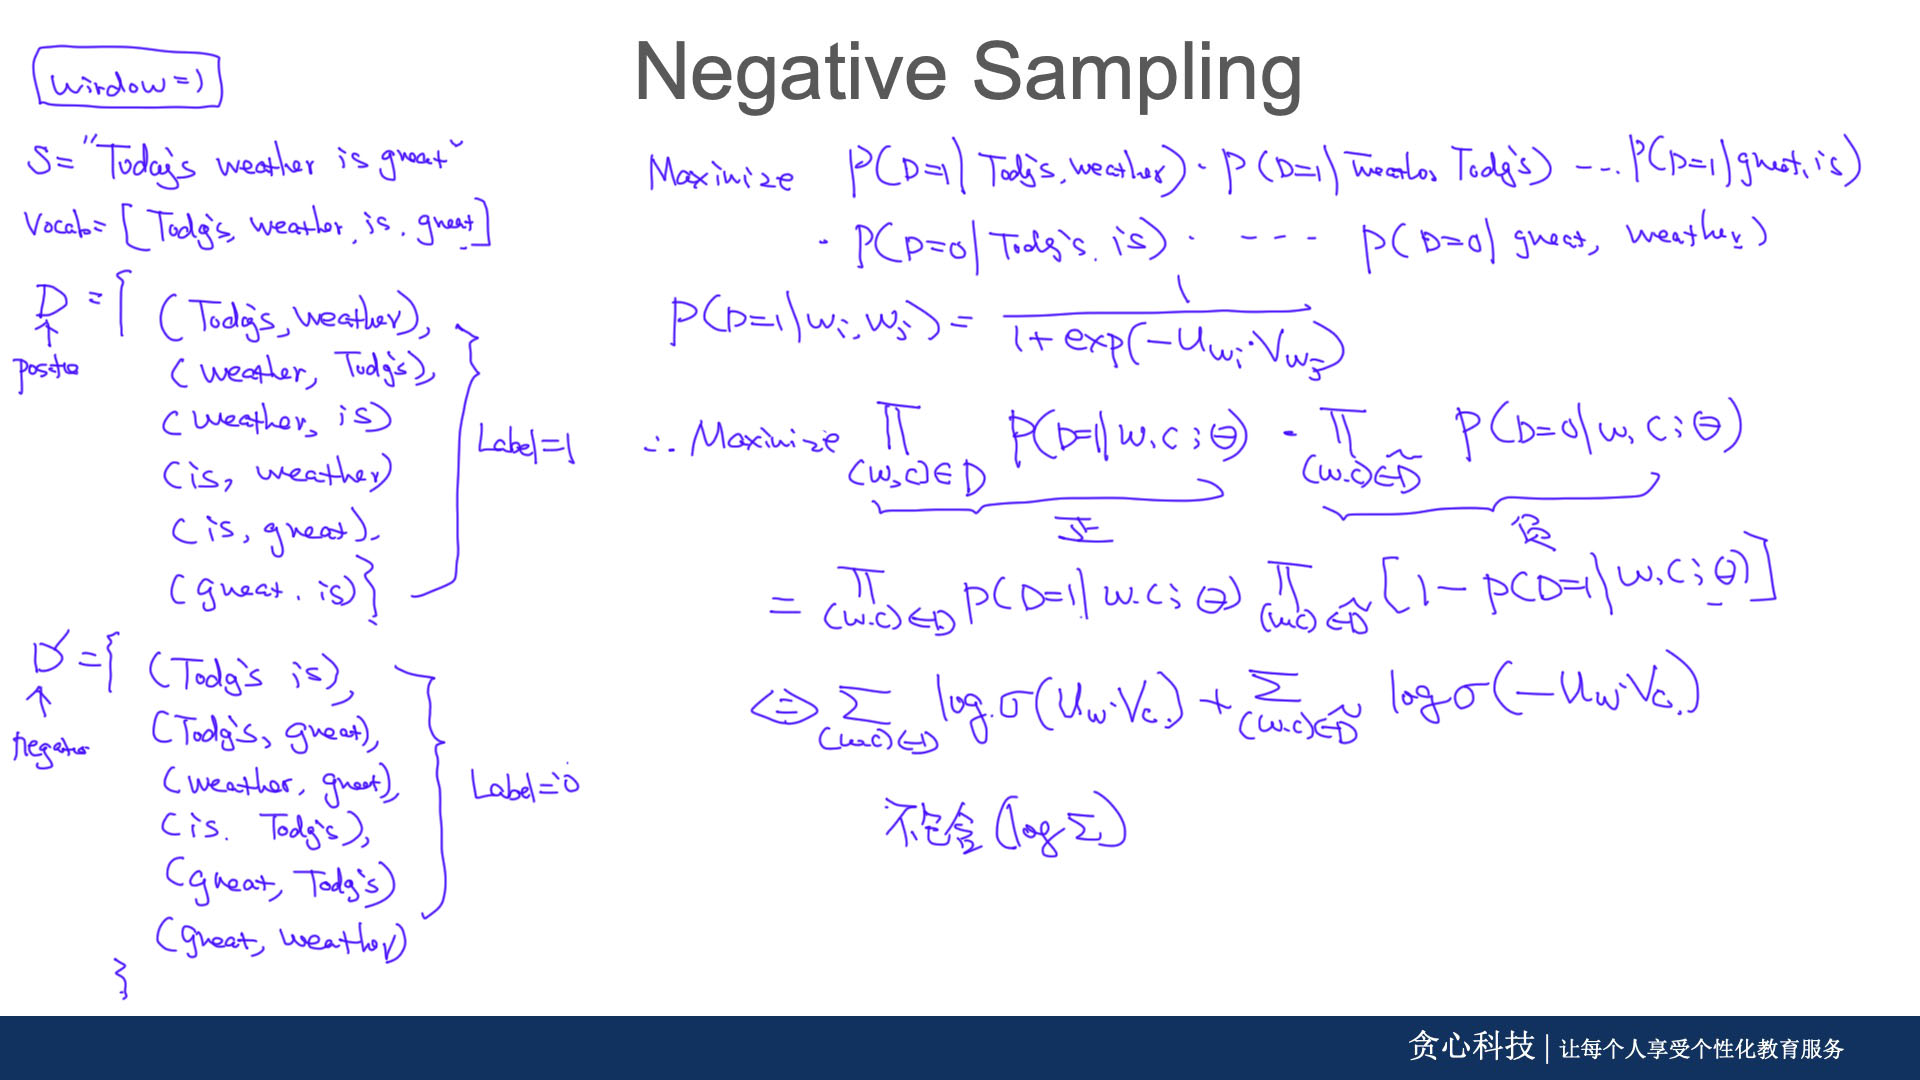 Negative Sampling
window=1
S="Today's weather is great"
Vocab=[Today's, weather, is, great]
D={ (Today's, weather),
positive
(weather, Today's),
(weather, is)
(is, weather)
(is, great).
(great, is)}
Label=1
D'={ (Today's is),
negative
(Today's, great),
(weather, great),
(is. Today's),
(great, Today's)
(great, weather)
}
Label=0
Maximize P(D=1|Today's, weather)·P(D=1|weather, Today's) ---. P(D=1|great, is)
· P(D=0|Today's. is) · --- P(D=0|great, weather)
P(D=1|wi, wj) = 1 / (1+exp(-Uwi·Vwj))
∴ Maximize ∏(w,c)∈D P(D=1|w,c;θ) · ∏(w,c)∈D̃ P(D=0|w,c;θ)
正 负
= ∏(w,c)∈D P(D=1|w,c;θ) ∏(w,c)∈D̃ [1-P(D=1|w,c;θ)]
⇔ Σ(w,c)∈D log σ(Uw·Vc) + Σ(w,c)∈D̃ log σ(-Uw·Vc)
不包含(log Σ)
贪心科技 | 让每个人享受个性化教育服务